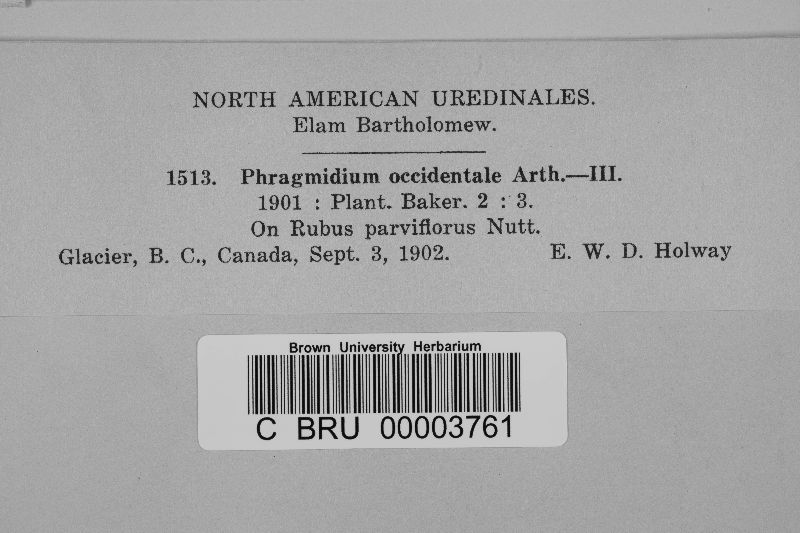 NORTH AMERICAN UREDINALES.
Elam Bartholomew.
1513. Phragmidium occidentale Arth.—III.
1901 : Plant. Baker. 2 : 3.
On Rubus parviflorus Nutt.
Glacier, B. C., Canada, Sept. 3, 1902. E. W. D. Holway
Brown University Herbarium
C BRU 00003761